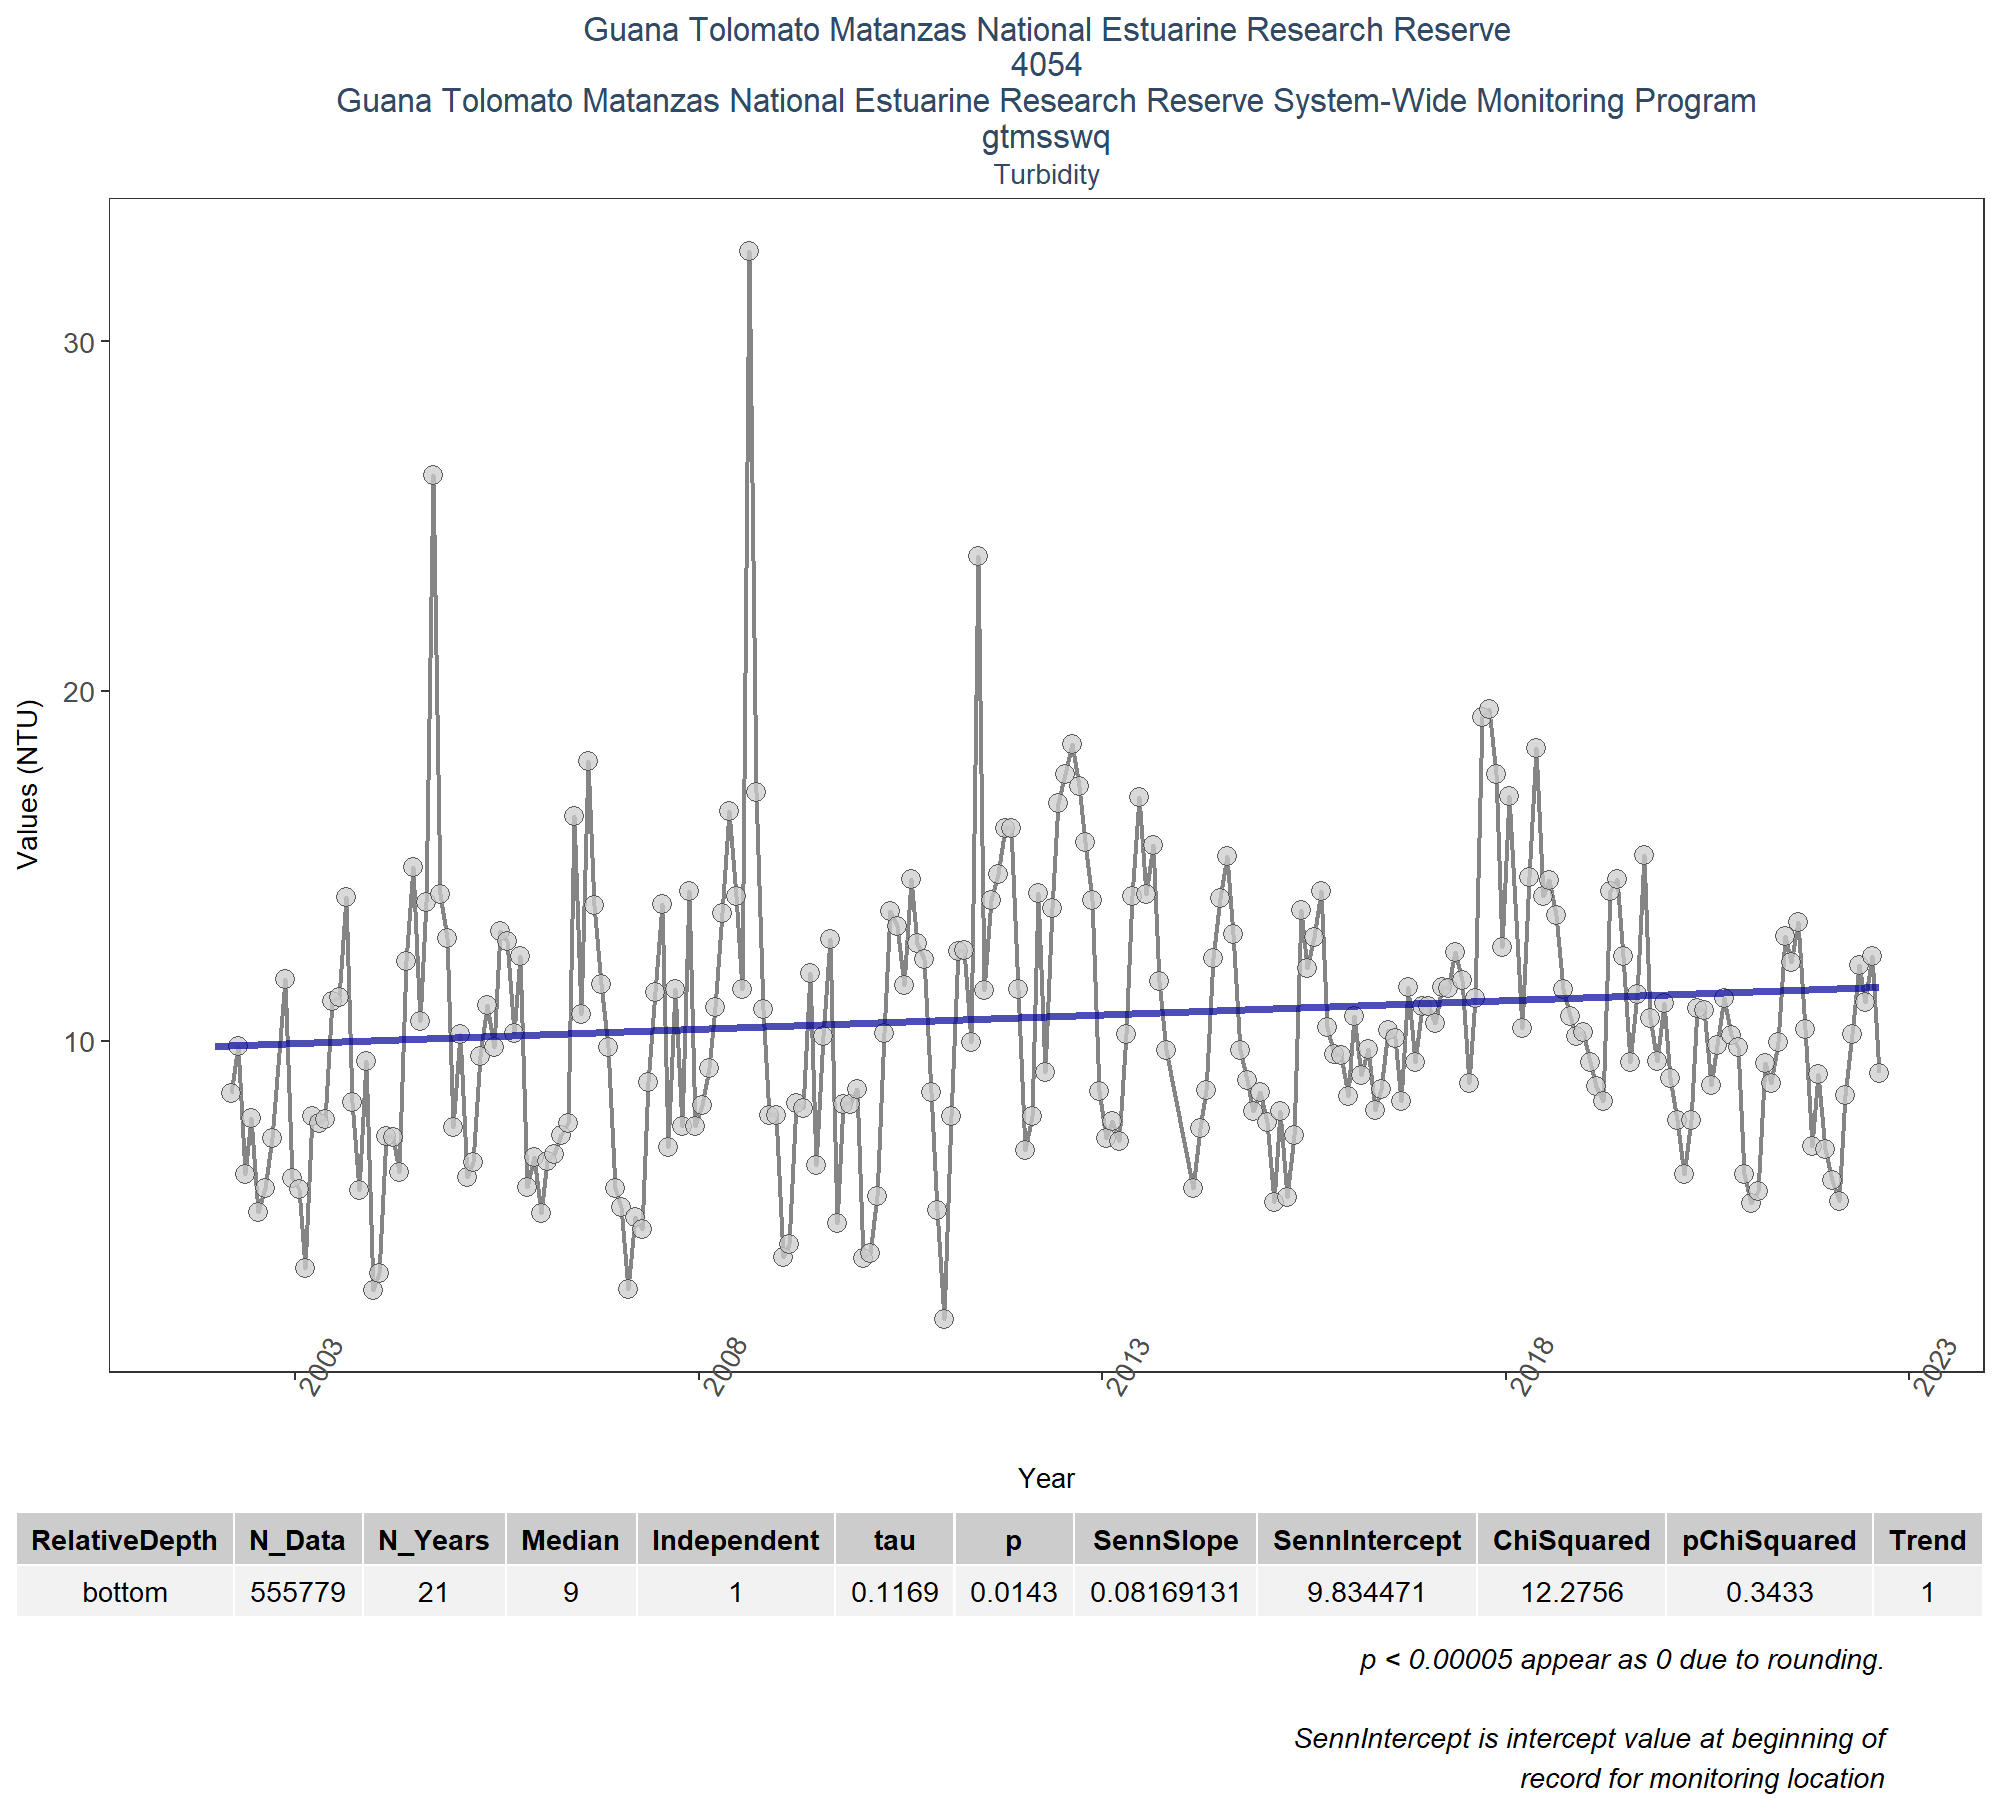 Guana Tolomato Matanzas National Estuarine Research Reserve
4054
Guana Tolomato Matanzas National Estuarine Research Reserve System-Wide Monitoring Program
gtmsswq
Turbidity
30
20
10
Values (NTU)
2003 2008 2013 2018 2023
Year
RelativeDepth N_Data N_Years Median Independent tau p SennSlope SennIntercept ChiSquared pChiSquared Trend
bottom 555779 21 9 1 0.1169 0.0143 0.08169131 9.834471 12.2756 0.3433 1
p < 0.00005 appear as 0 due to rounding.
SennIntercept is intercept value at beginning of
record for monitoring location